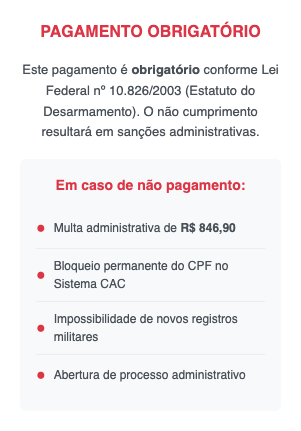 PAGAMENTO OBRIGATÓRIO
Este pagamento é obrigatório conforme Lei
Federal nº 10.826/2003 (Estatuto do
Desarmamento). O não cumprimento
resultará em sanções administrativas.
Em caso de não pagamento:
Multa administrativa de R$ 846,90
Bloqueio permanente do CPF no
Sistema CAC
Impossibilidade de novos registros
militares
Abertura de processo administrativo